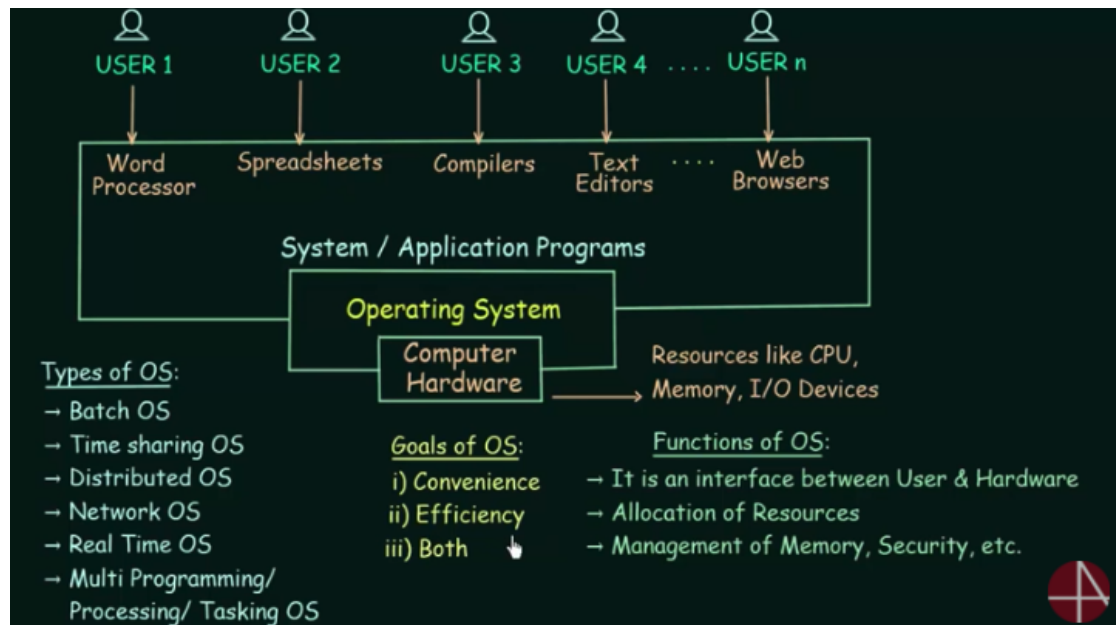 USER 1
USER 2
USER 3
USER 4
....
USER n
Word
Processor
Spreadsheets
Compilers
Text
Editors
....
Web
Browsers
System / Application Programs
Operating System
Computer
Hardware
Resources like CPU,
Memory, I/O Devices
Types of OS:
→ Batch OS
→ Time sharing OS
→ Distributed OS
→ Network OS
→ Real Time OS
→ Multi Programming/
Processing/ Tasking OS
Goals of OS:
i) Convenience
ii) Efficiency
iii) Both
Functions of OS:
→ It is an interface between User & Hardware
→ Allocation of Resources
→ Management of Memory, Security, etc.